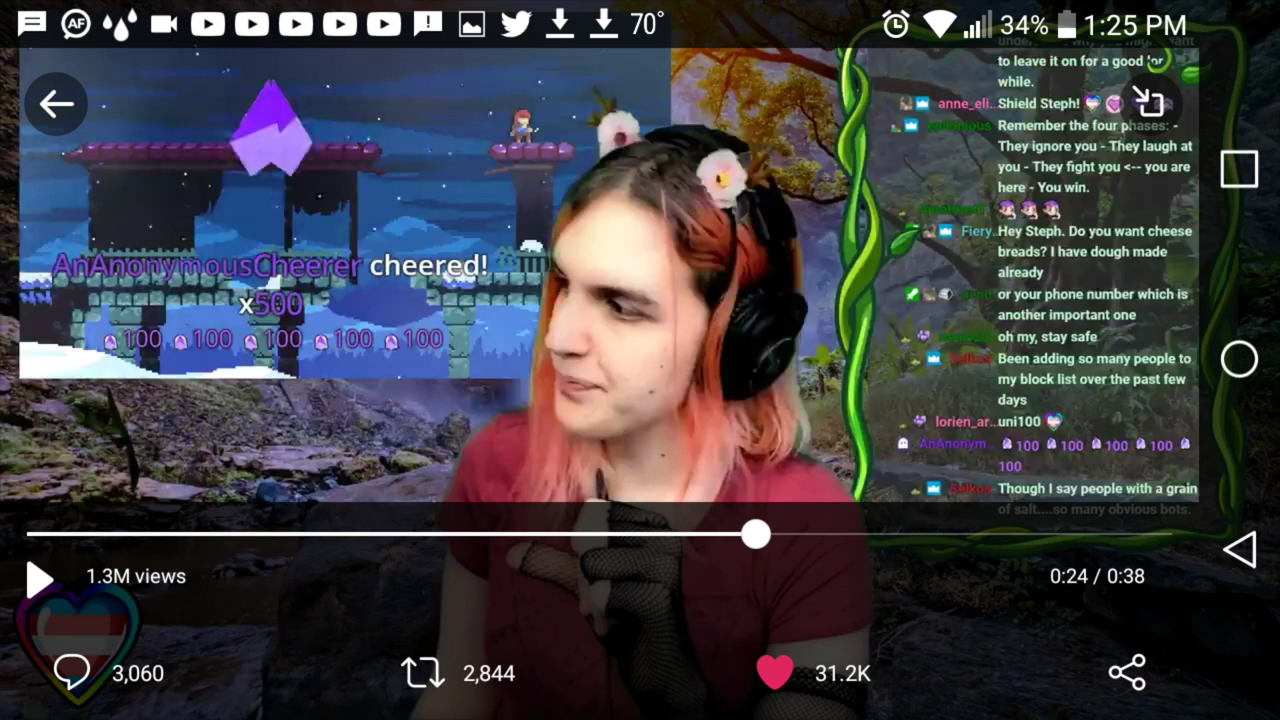 AF
70°
34%
1:25 PM
to leave it on for a good
while.
anne_eli.. Shield Steph!
Remember the four phases: -
They ignore you - They laugh at
you - They fight you <-- you are
here - You win.
Fiery.. Hey Steph. Do you want cheese
breads? I have dough made
already
or your phone number which is
another important one
oh my, stay safe
Selkos Been adding so many people to
my block list over the past few
days
lorien_ar.. uni100
AnAnonym.. 100 100 100 100
100
Selkos Though I say people with a grain
of salt....so many obvious bots.
AnAnonymousCheerer cheered!
x500
100 100 100 100 100
1.3M views
0:24 / 0:38
3,060
2,844
31.2K